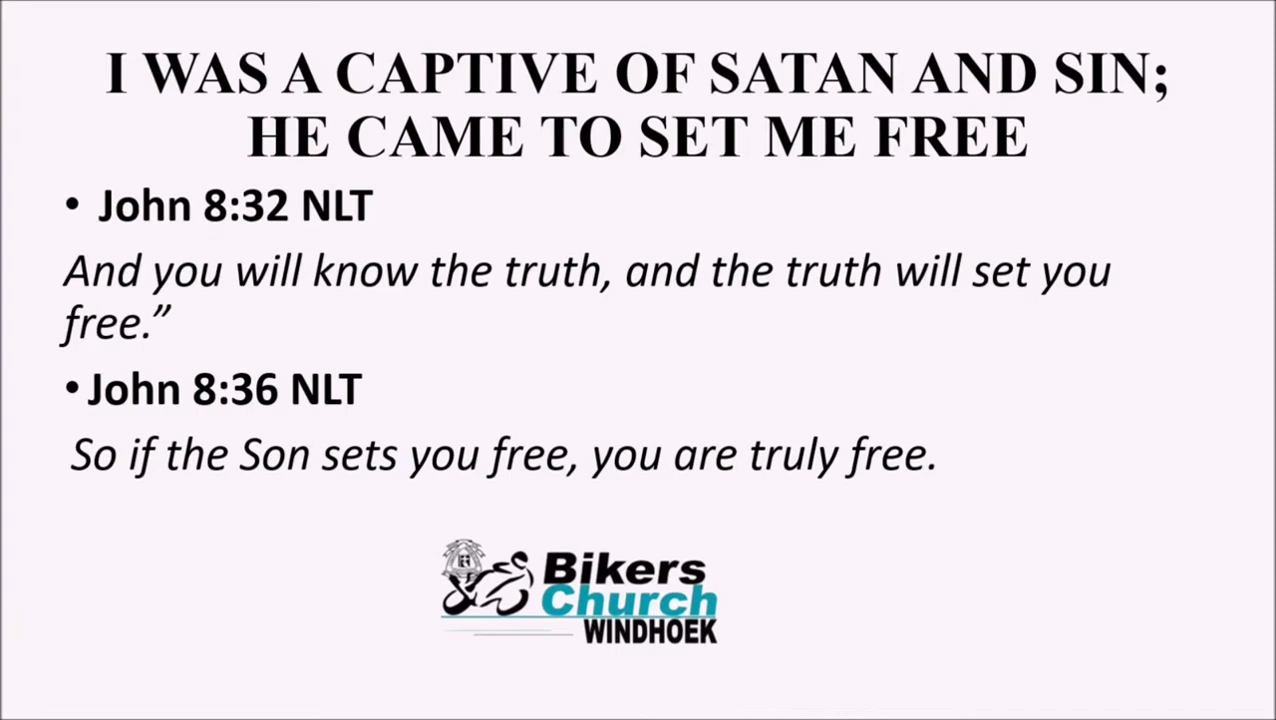 I WAS A CAPTIVE OF SATAN AND SIN;
HE CAME TO SET ME FREE
• John 8:32 NLT
And you will know the truth, and the truth will set you
free.”
• John 8:36 NLT
So if the Son sets you free, you are truly free.
Bikers
Church
WINDHOEK